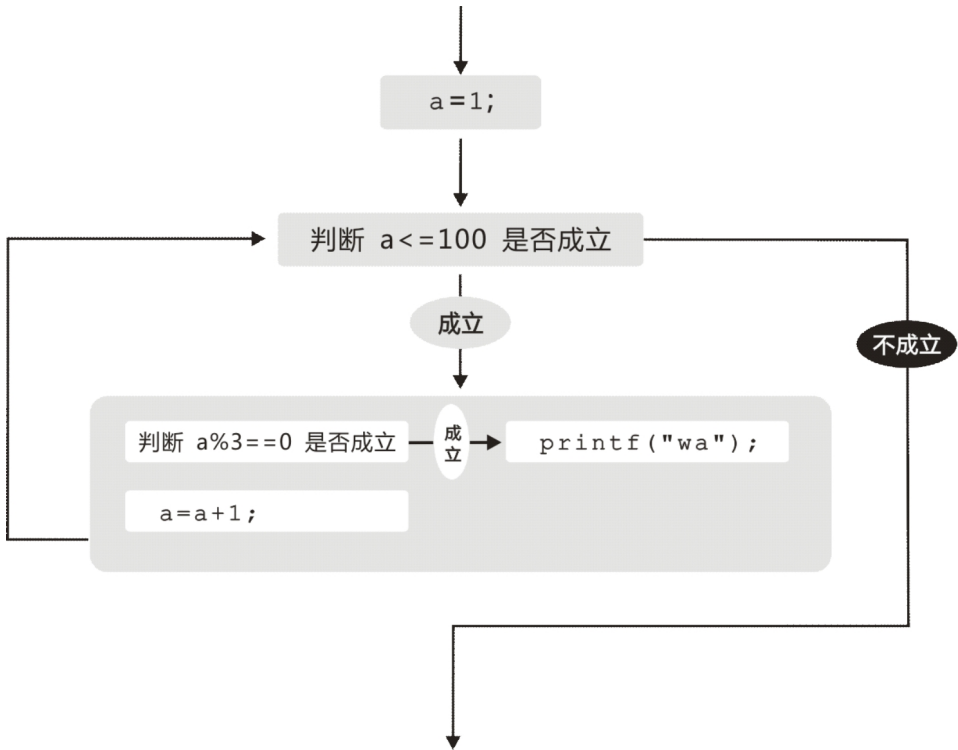 a=1;
判断 a<=100 是否成立
成立
不成立
判断 a%3==0 是否成立
成立
printf("wa");
a=a+1;